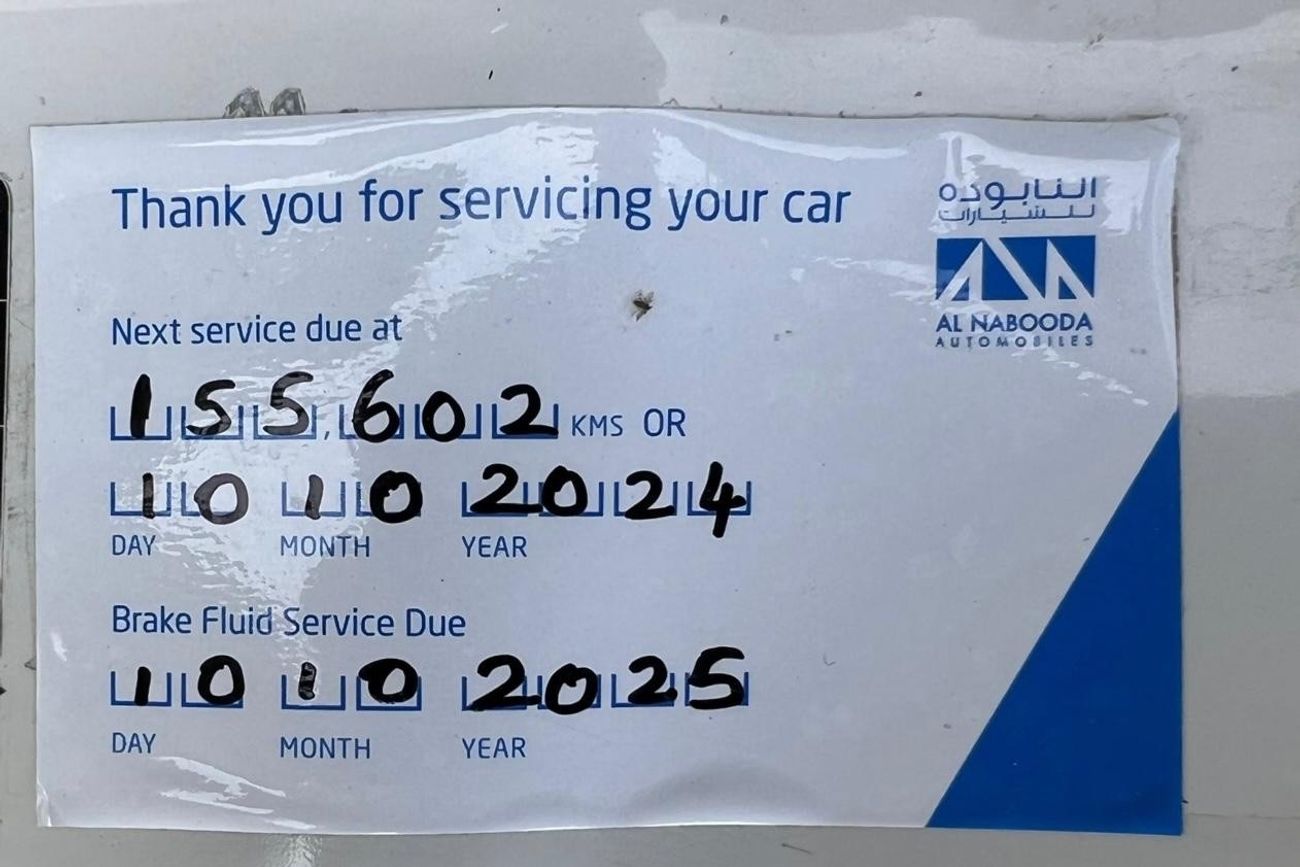 Thank you for servicing your car
النابوده
للسيارات
AL NABOODA
AUTOMOBILES
Next service due at
155,602 KMS OR
10 10 2024
DAY MONTH YEAR
Brake Fluid Service Due
10 10 2025
DAY MONTH YEAR